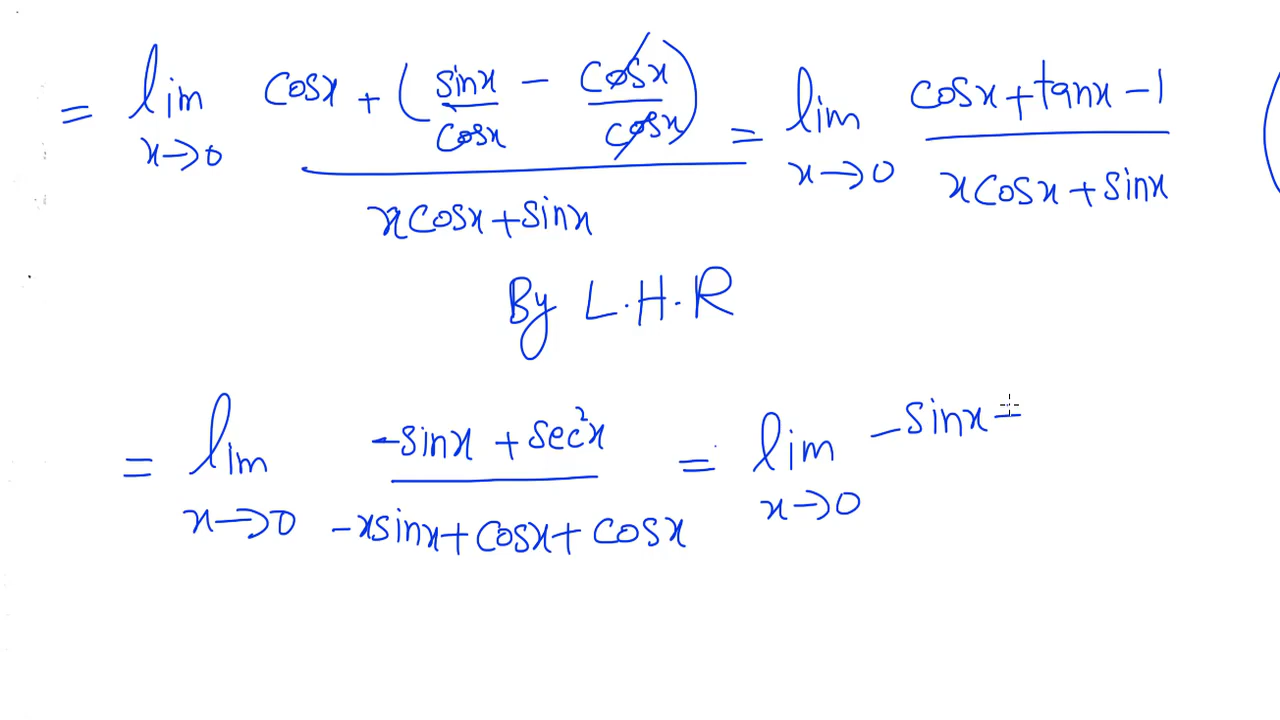 = lim x→0 cosx + (sinx/cosx − cosx/cosx) / xcosx + sinx = lim x→0 cosx + tanx − 1 / xcosx + sinx (
By L.H.R
= lim x→0 −sinx + sec²x / −xsinx + cosx + cosx = lim x→0 −sinx